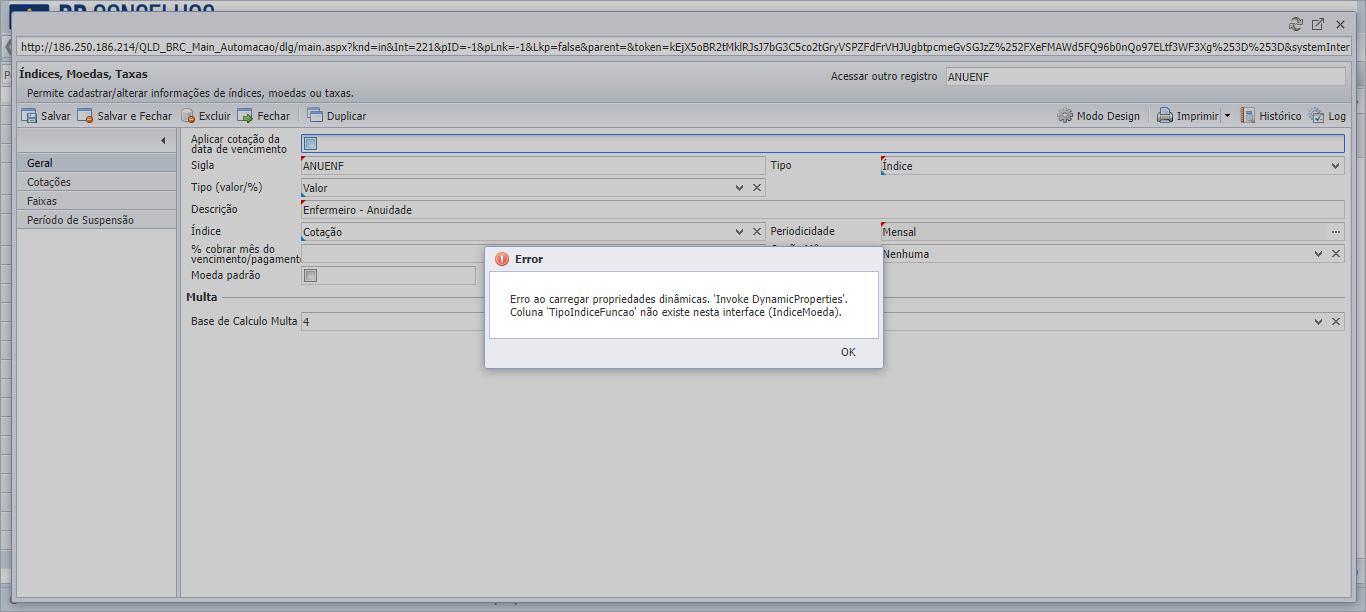 http://186.250.186.214/QLD_BRC_Main_Automacao/dlg/main.aspx?knd=in&Int=221&pID=-1&pLnk=-1&Lkp=false&parent=&token=kEjX5oBR2tMklRJsJ7bG3C5co2tGryVSPZFdFrVHJUgbtpcmeGvSGJzZ%252FXeFMAWd5FQ96b0nQo97ELtf3WF3Xg%253D%253D&systemInter
Índices, Moedas, Taxas
Acessar outro registro ANUENF
Permite cadastrar/alterar informações de índices, moedas ou taxas.
Salvar Salvar e Fechar Excluir Fechar Duplicar Modo Design Imprimir Histórico Log
Geral
Cotações
Faixas
Período de Suspensão
Aplicar cotação da
data de vencimento
Sigla ANUENF Tipo Índice
Tipo (valor/%) Valor
Descrição Enfermeiro - Anuidade
Índice Cotação Periodicidade Mensal ...
% cobrar mês do
vencimento/pagamento
Nenhuma
Moeda padrão
Multa
Base de Calculo Multa 4
Error
Erro ao carregar propriedades dinâmicas. 'Invoke DynamicProperties'.
Coluna 'TipoIndiceFuncao' não existe nesta interface (IndiceMoeda).
OK